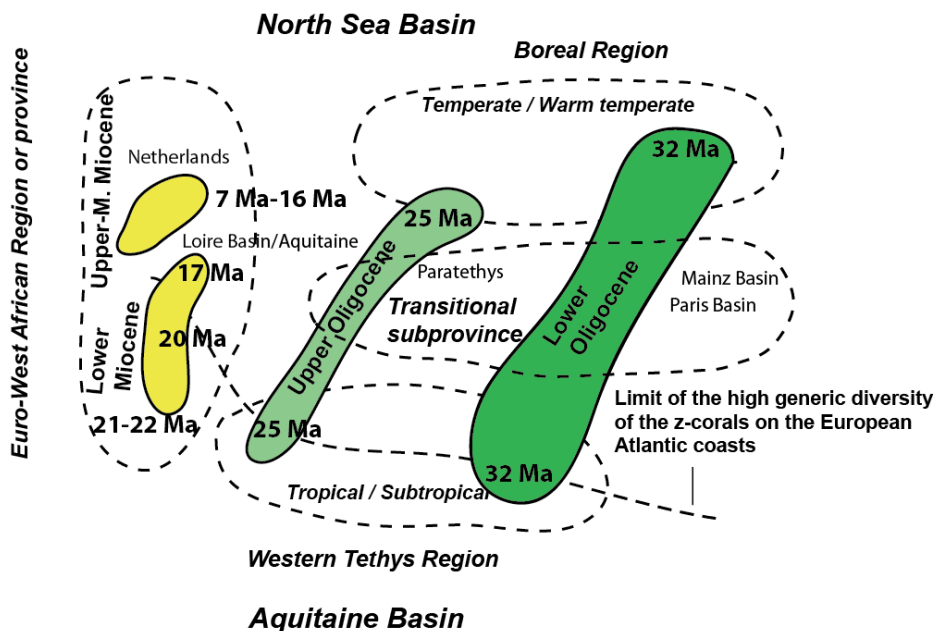 North Sea Basin
Boreal Region
Temperate / Warm temperate
Euro-West African Region or province
Upper-M. Miocene
Netherlands
7 Ma-16 Ma
32 Ma
25 Ma
Loire Basin/Aquitaine
17 Ma
Paratethys
Mainz Basin
Paris Basin
Transitional
subprovince
Upper Oligocene
Lower
Oligocene
Lower
Miocene
20 Ma
21-22 Ma
25 Ma
Limit of the high generic diversity
of the z-corals on the European
Atlantic coasts
32 Ma
Tropical / Subtropical
Western Tethys Region
Aquitaine Basin